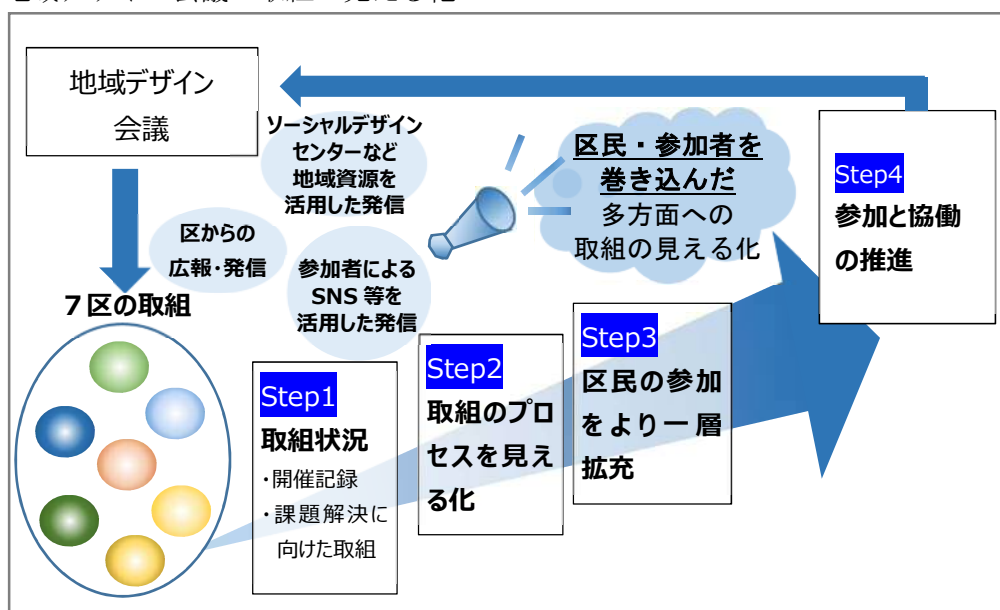 地域デザイン
会議
ソーシャルデザイン
センターなど
地域資源を
活用した発信
区民・参加者を
巻き込んだ
多方面への
取組の見える化
区からの
広報・発信
参加者による
SNS 等を
活用した発信
7区の取組
Step1
取組状況
・開催記録
・課題解決に
向けた取組
Step2
取組のプロ
セスを見え
る化
Step3
区民の参加
をより一層
拡充
Step4
参加と協働
の推進